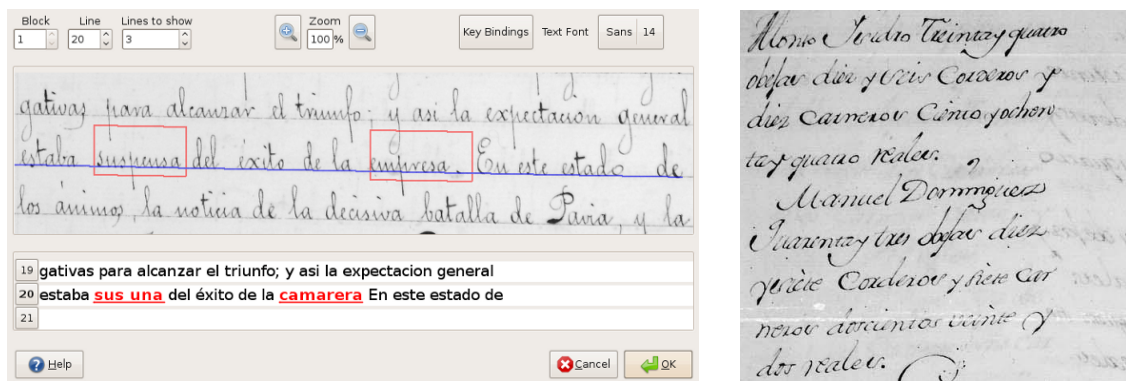 Block Line Lines to show Zoom
1 20 3 100 % Key Bindings Text Font Sans 14
gativas para alcanzar el triunfo; y asi la expectacion general
estaba suspensa del éxito de la empresa. En este estado de
los ánimos, la noticia de la decisiva batalla de Pavia, y la
19 gativas para alcanzar el triunfo; y asi la expectacion general
20 estaba sus una del éxito de la camarera En este estado de
21
Help Cancel OK
Alonso Isidro Treinta y quatro
obejas diez y seis Corderos y
diez Carneros Ciento y ochen
ta y quatro reales.
Manuel Dominguez
Quarenta y tres obejas diez
y siete Corderos y siete Car
neros doscientos veinte y
dos reales.